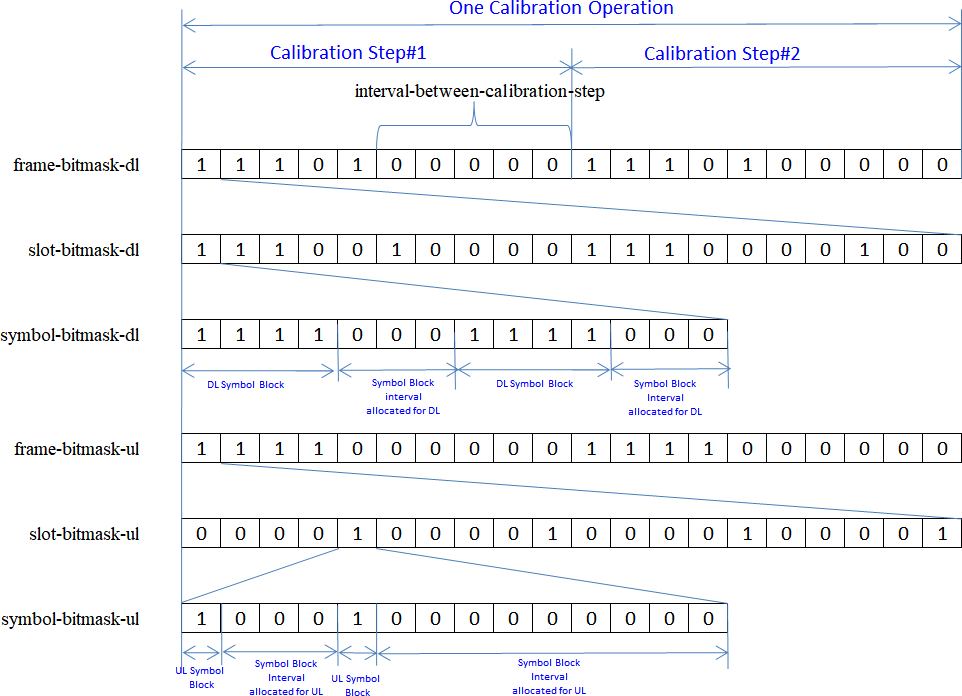 One Calibration Operation
Calibration Step#1 Calibration Step#2
interval-between-calibration-step
frame-bitmask-dl 1 1 1 0 1 0 0 0 0 0 1 1 1 0 1 0 0 0 0 0
slot-bitmask-dl 1 1 1 0 0 1 0 0 0 0 1 1 1 0 0 0 0 1 0 0
symbol-bitmask-dl 1 1 1 1 0 0 0 1 1 1 1 0 0 0
DL Symbol Block
Symbol Block
interval
allocated for DL
DL Symbol Block
Symbol Block
Interval
allocated for DL
frame-bitmask-ul 1 1 1 1 0 0 0 0 0 0 1 1 1 1 0 0 0 0 0 0
slot-bitmask-ul 0 0 0 0 1 0 0 0 0 1 0 0 0 0 1 0 0 0 0 1
symbol-bitmask-ul 1 0 0 0 1 0 0 0 0 0 0 0 0 0
UL Symbol
Block
Symbol Block
Interval
allocated for UL
UL Symbol
Block
Symbol Block
Interval
allocated for UL